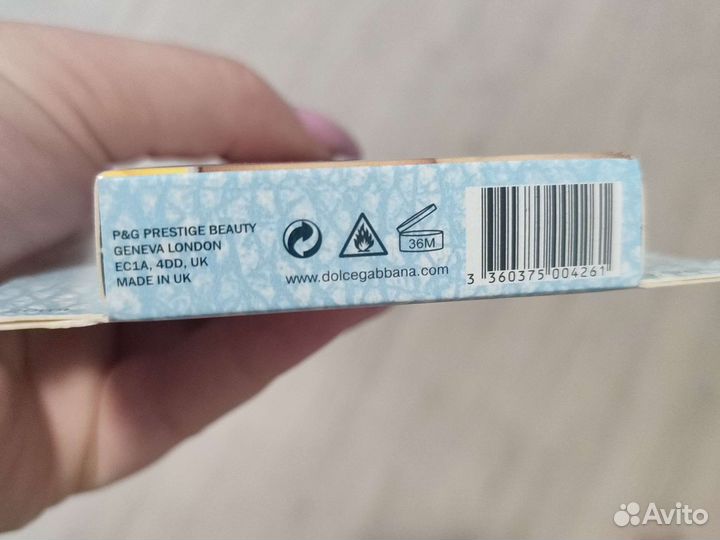 P&G PRESTIGE BEAUTY
GENEVA LONDON
EC1A, 4DD, UK
MADE IN UK
36M
www.dolcegabbana.com
3 360375 004261
Avito